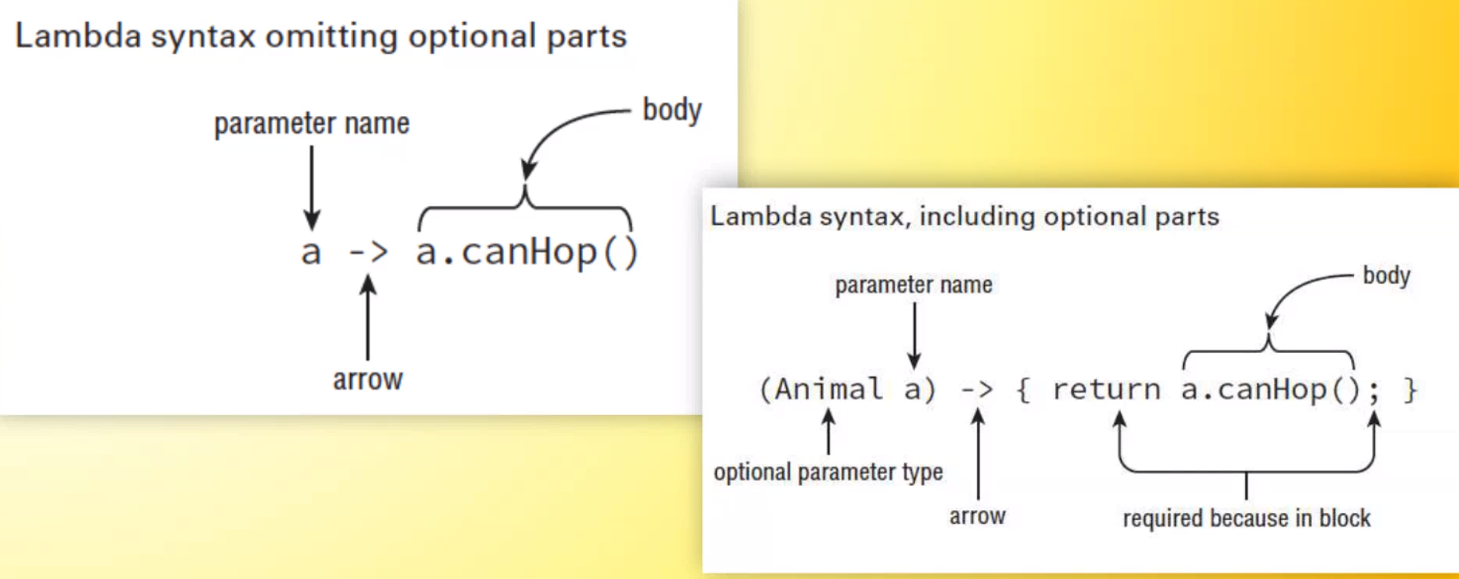 Lambda syntax omitting optional parts
parameter name
body
a -> a.canHop()
arrow
Lambda syntax, including optional parts
parameter name
body
(Animal a) -> { return a.canHop(); }
optional parameter type
arrow
required because in block